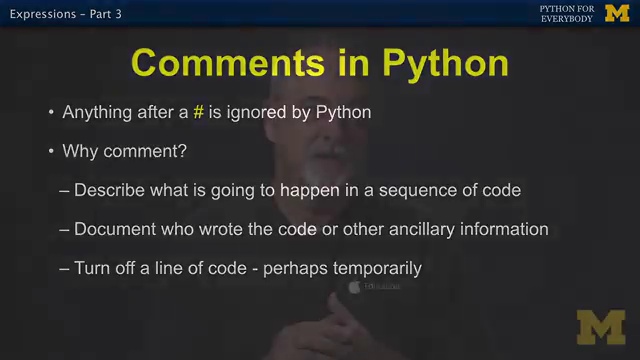 Expressions – Part 3
PYTHON FOR
EVERYBODY
M
Comments in Python
• Anything after a # is ignored by Python
• Why comment?
– Describe what is going to happen in a sequence of code
– Document who wrote the code or other ancillary information
– Turn off a line of code - perhaps temporarily
Education
M